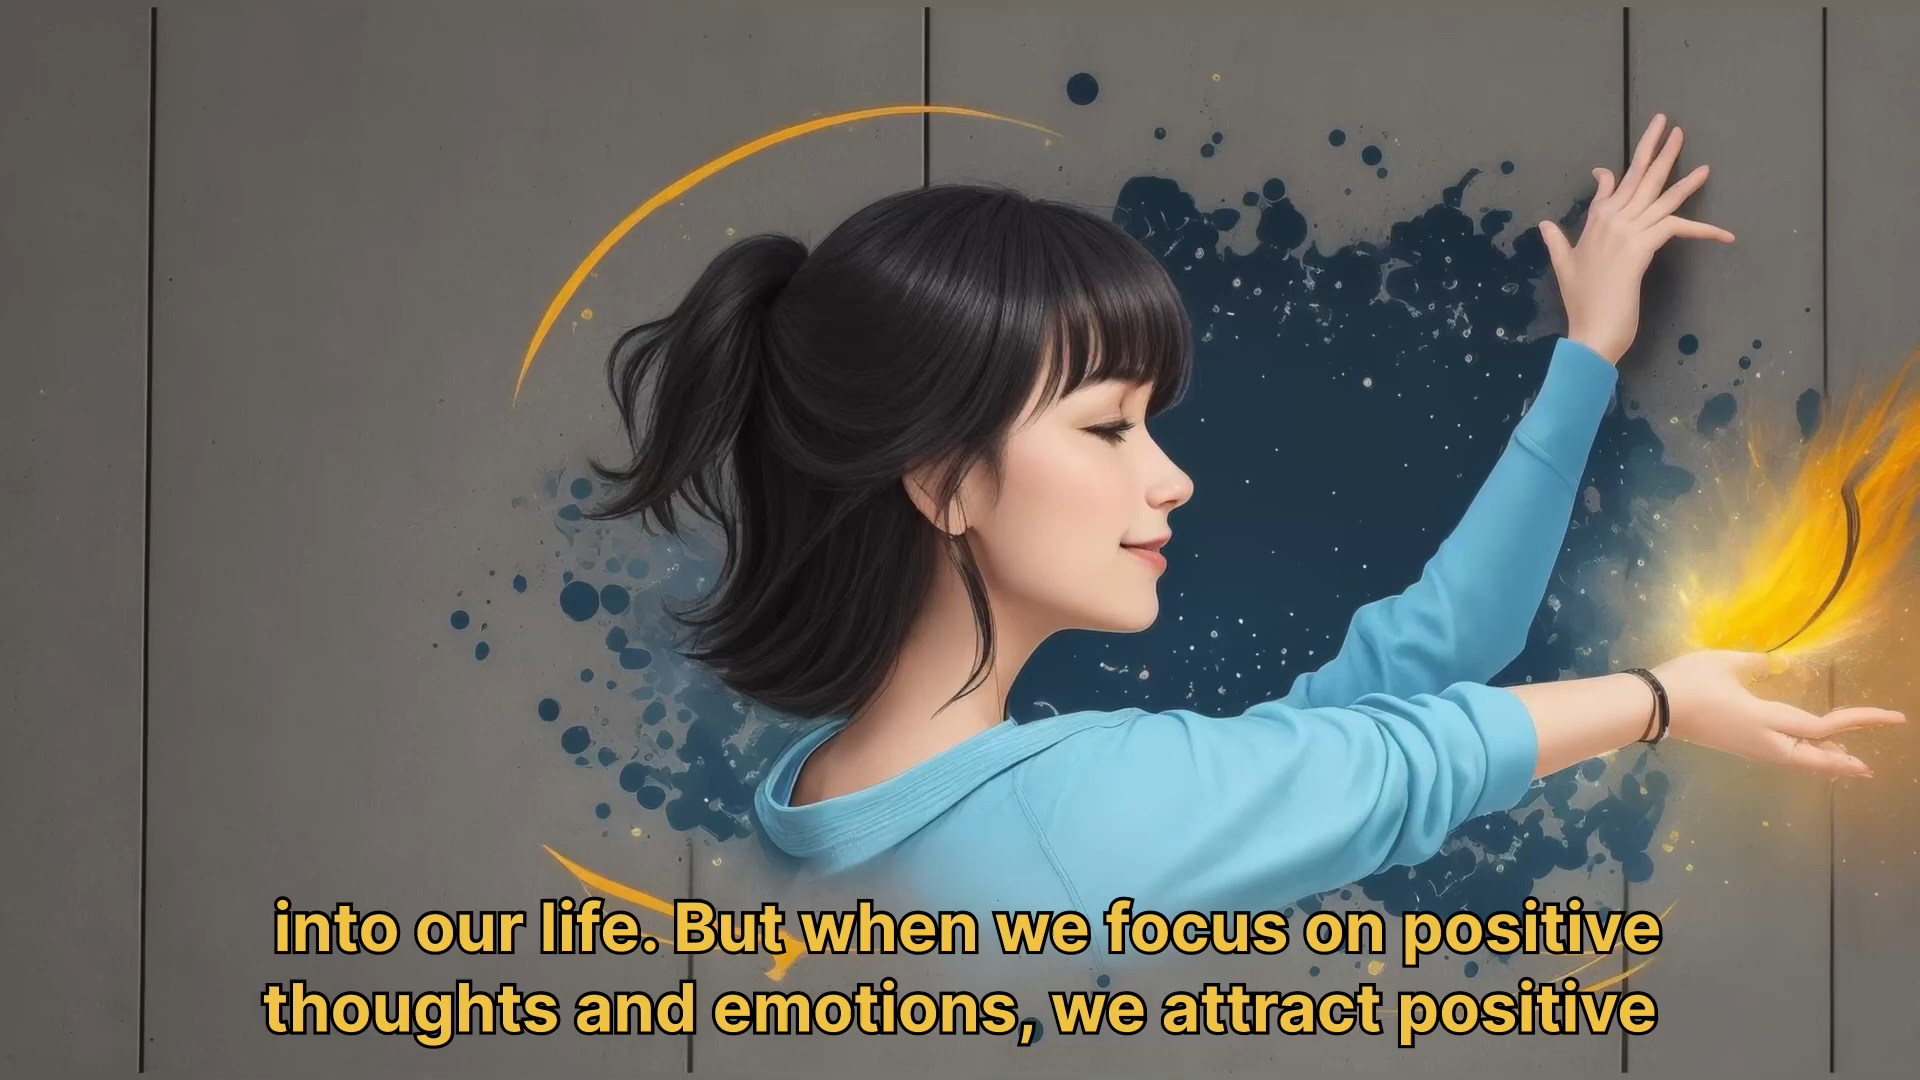 into our life. But when we focus on positive
thoughts and emotions, we attract positive